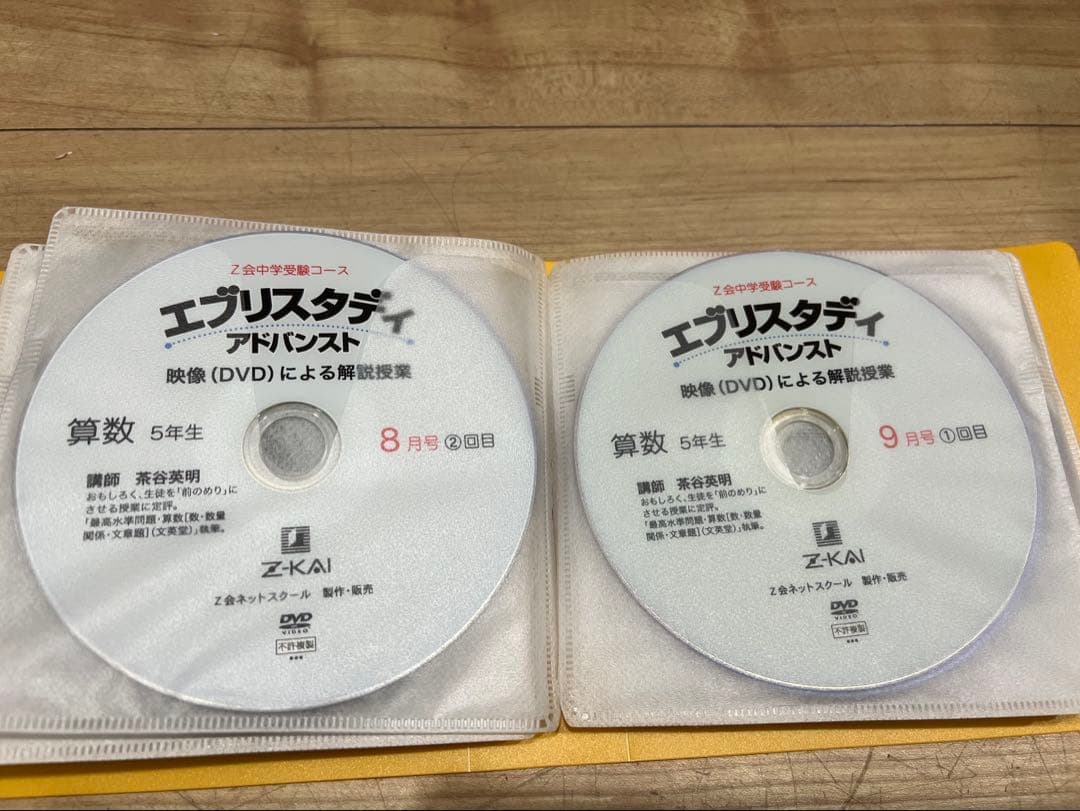 Z会中学受験コース
エブリスタディ
アドバンスト
映像(DVD)による解説授業
算数 5年生
8月号 ②回目
講師 茶谷英明
おもしろく、生徒を「前のめり」に
させる授業に定評。
「最高水準問題・算数[数・数量
関係・文章題](文英堂)」執筆。
Z-KAI
Z会ネットスクール 製作・販売
DVD
VIDEO
不許複製
Z会中学受験コース
エブリスタディ
アドバンスト
映像(DVD)による解説授業
算数 5年生
9月号 ①回目
講師 茶谷英明
おもしろく、生徒を「前のめり」に
させる授業に定評。
「最高水準問題・算数[数・数量
関係・文章題](文英堂)」執筆。
Z-KAI
Z会ネットスクール 製作・販売
DVD
VIDEO
不許複製